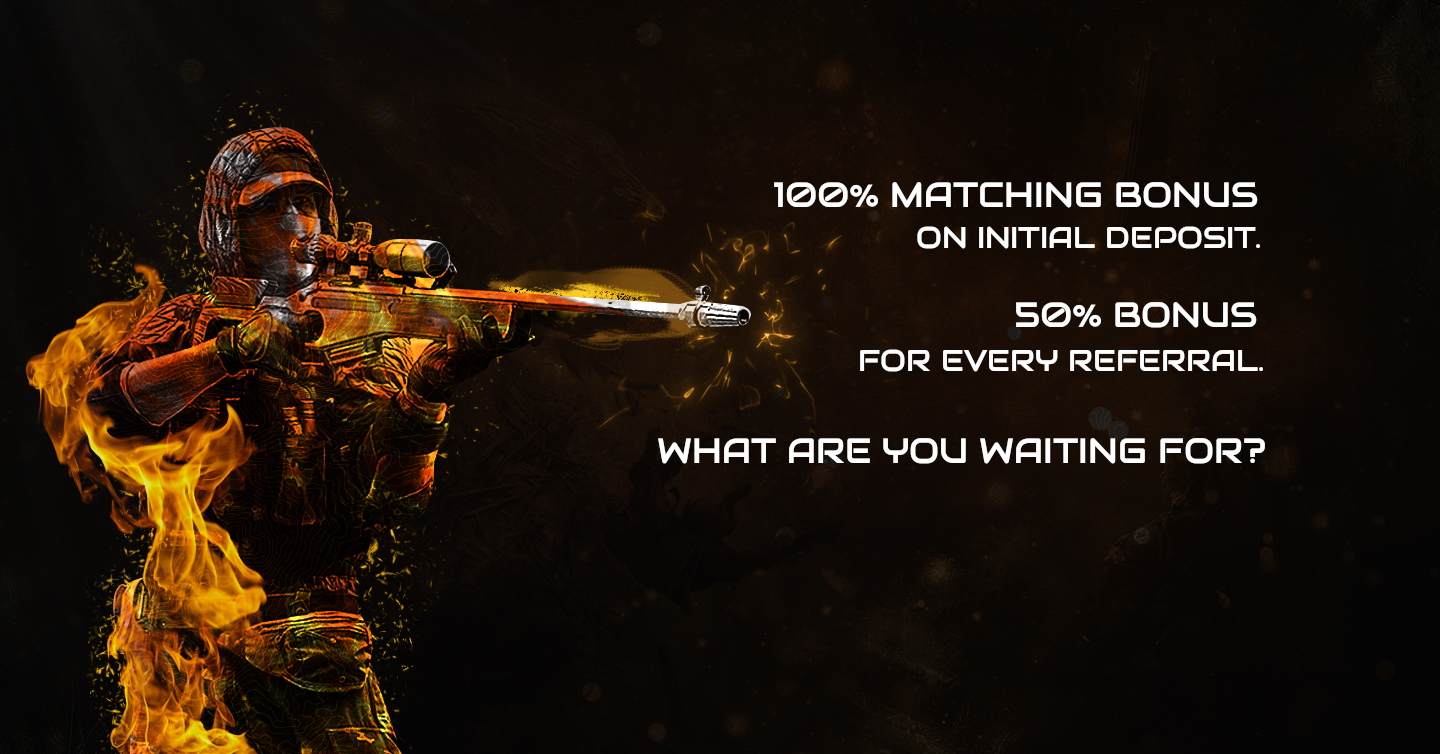 100% MATCHING BONUS
ON INITIAL DEPOSIT.
50% BONUS
FOR EVERY REFERRAL.
WHAT ARE YOU WAITING FOR?